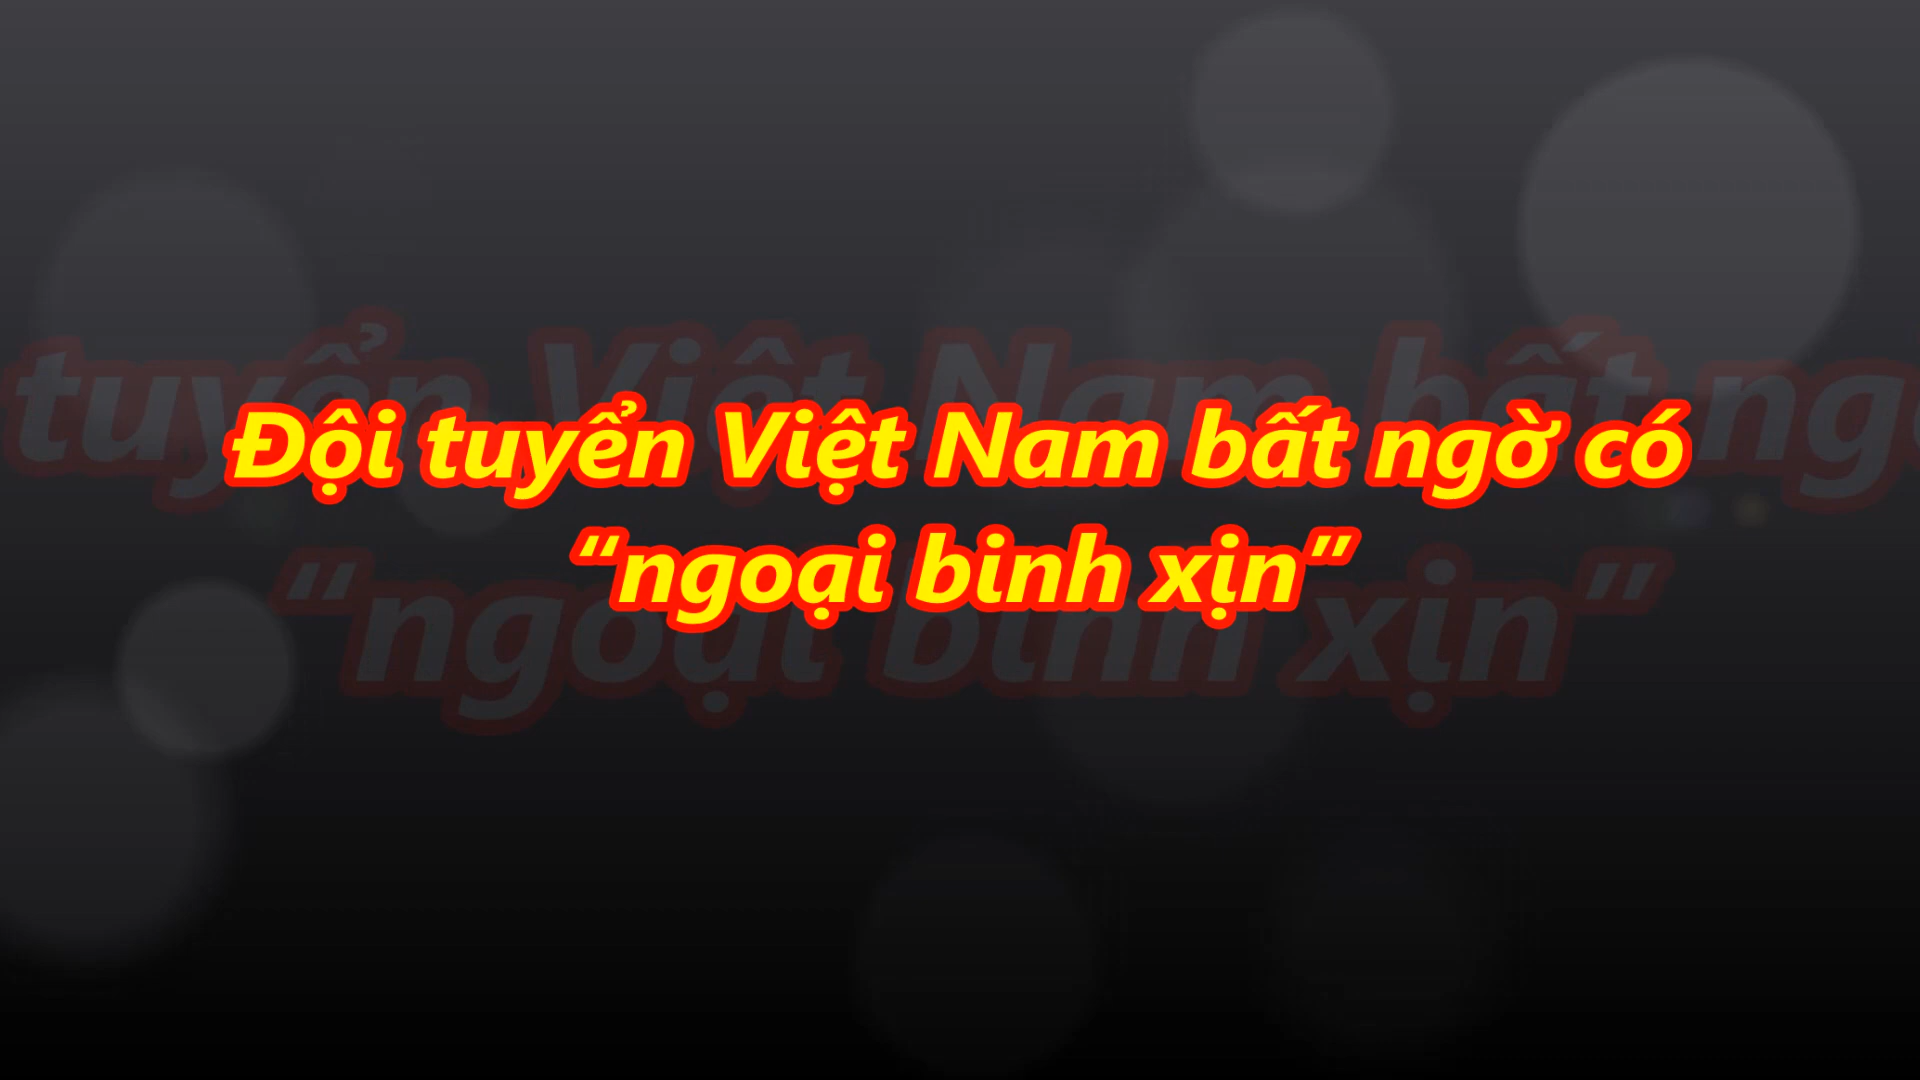 Đội tuyển Việt Nam bất ngờ có
“ngoại binh xịn”